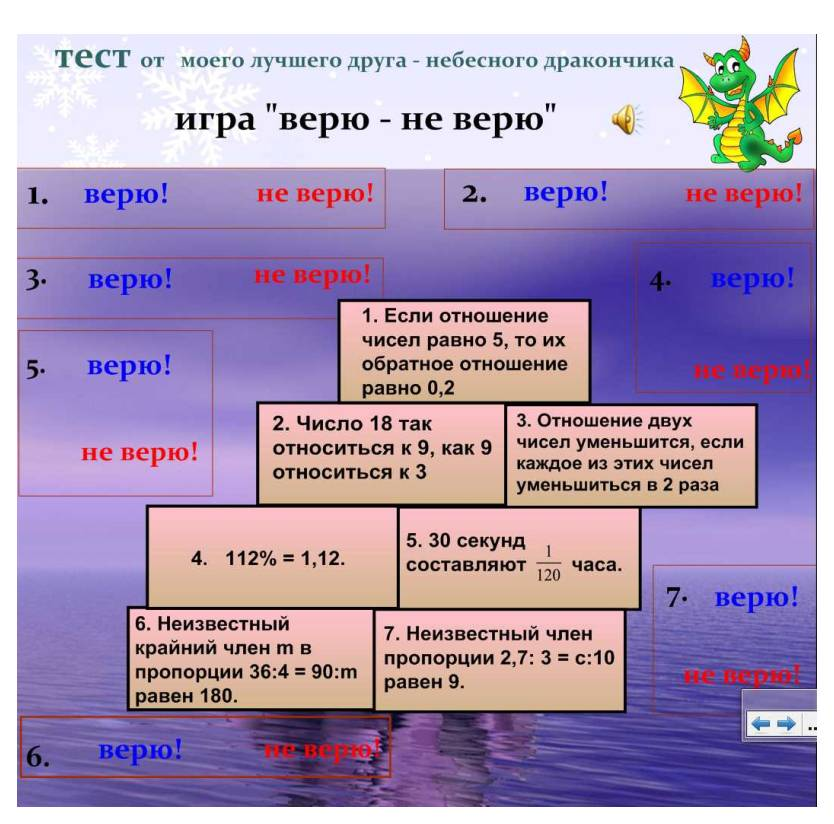 тест от моего лучшего друга - небесного дракончика
игра "верю - не верю"
1. верю! не верю!
2. верю! не верю!
3. верю! не верю!
4. верю!
не верю!
5. верю!
не верю!
1. Если отношение
чисел равно 5, то их
обратное отношение
равно 0,2
2. Число 18 так
относиться к 9, как 9
относиться к 3
3. Отношение двух
чисел уменьшится, если
каждое из этих чисел
уменьшиться в 2 раза
4. 112% = 1,12.
5. 30 секунд
составляют 1/120 часа.
6. Неизвестный
крайний член m в
пропорции 36:4 = 90:m
равен 180.
7. Неизвестный член
пропорции 2,7: 3 = с:10
равен 9.
7. верю!
не верю!
6. верю! не верю!